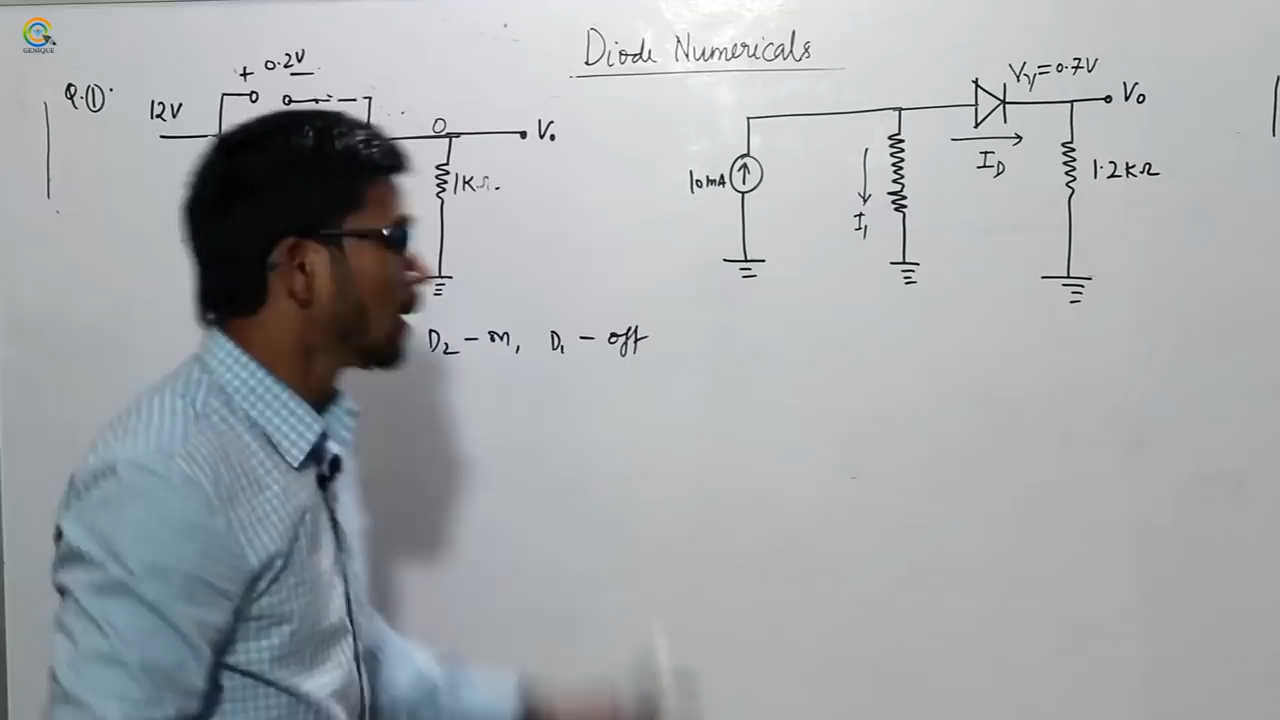 GENIQUE
Diode Numericals
Q.①
12V
+ 0.2V
0
V₀
1KΩ
D₂ - on, D₁ - off
10mA
I₁
Vγ = 0.7V
I_D
V₀
1.2KΩ